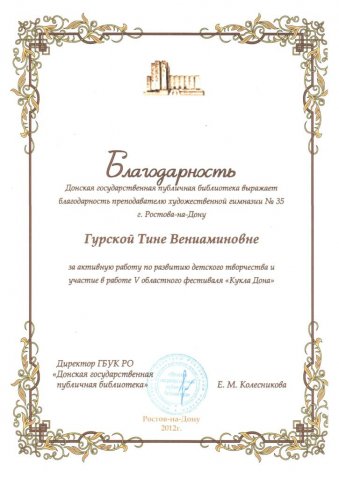 Благодарность
Донская государственная публичная библиотека выражает
благодарность преподавателю художественной гимназии № 35
г. Ростова-на-Дону
Гурской Тине Вениаминовне
за активную работу по развитию детского творчества и
участие в работе V областного фестиваля «Кукла Дона»
Директор ГБУК РО
«Донская государственная
публичная библиотека»
Е. М. Колесникова
Ростов-на-Дону
2012г.